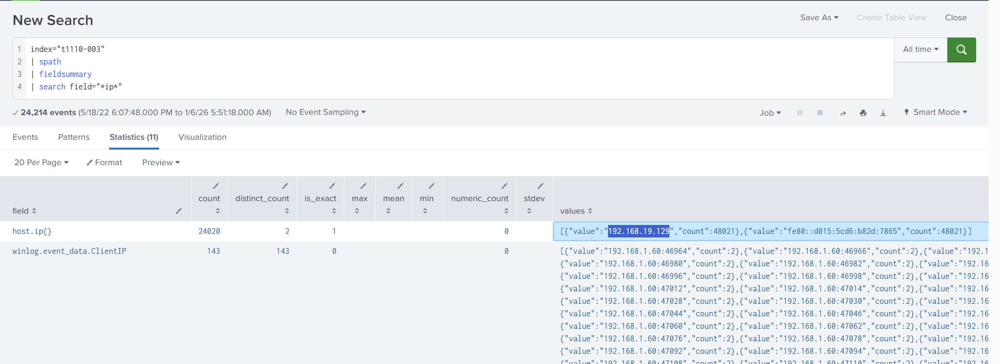 New Search
Save As
Create Table View
Close
1 index="t1110-003"
2 | spath
3 | fieldsummary
4 | search field="*ip*"
All time
24,214 events (5/18/22 6:07:48.000 PM to 1/6/26 5:51:18.000 AM)
No Event Sampling
Job
Smart Mode
Events
Patterns
Statistics (11)
Visualization
20 Per Page
Format
Preview
field
count
distinct_count
is_exact
max
mean
min
numeric_count
stdev
values
host.ip{} 24020 2 1 0 [{"value":"192.168.19.129","count":48021},{"value":"fe80::d015:5cd6:b82d:7865","count":48021}]
winlog.event_data.ClientIP 143 143 0 0 [{"value":"192.168.1.60:46964","count":2},{"value":"192.168.1.60:46966","count":2},{"value":"192.1
{"value":"192.168.1.60:46980","count":2},{"value":"192.168.1.60:46982","count":2},{"value":"192.16
{"value":"192.168.1.60:46996","count":2},{"value":"192.168.1.60:46998","count":2},{"value":"192.16
{"value":"192.168.1.60:47012","count":2},{"value":"192.168.1.60:47014","count":2},{"value":"192.16
{"value":"192.168.1.60:47028","count":2},{"value":"192.168.1.60:47030","count":2},{"value":"192.16
{"value":"192.168.1.60:47044","count":2},{"value":"192.168.1.60:47046","count":2},{"value":"192.16
{"value":"192.168.1.60:47060","count":2},{"value":"192.168.1.60:47062","count":2},{"value":"192.16
{"value":"192.168.1.60:47076","count":2},{"value":"192.168.1.60:47078","count":2},{"value":"192.16
{"value":"192.168.1.60:47092","count":2},{"value":"192.168.1.60:47094","count":2},{"value":"192.16
{"value":"192.168.1.60:47108","count":2},{"value":"192.168.1.60:47110","count":2},{"value":"192.16